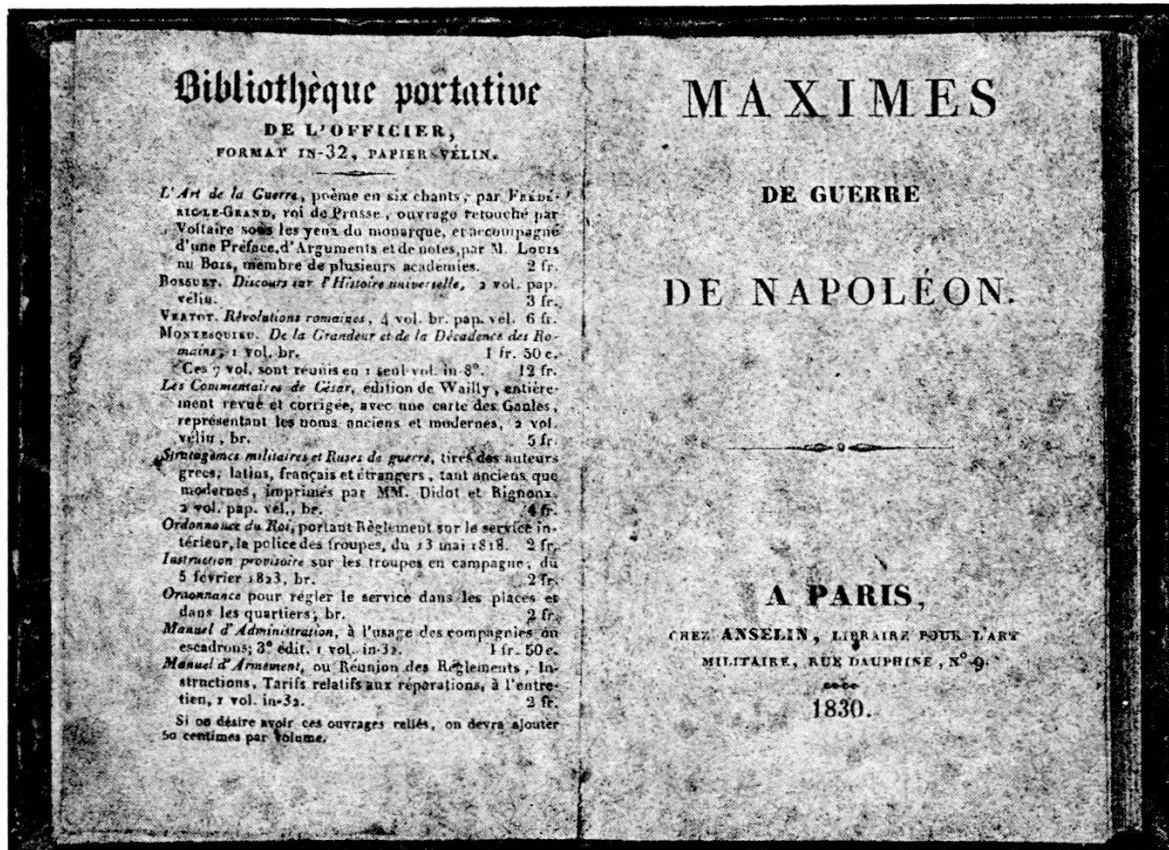 Bibliothèque portative
DE L'OFFICIER,
FORMAT IN-32, PAPIER VÉLIN.
L'Art de la Guerre, poème en six chants, par FRÉDÉ-
RIC-LE-GRAND, roi de Prusse, ouvrage retouché par
Voltaire sous les yeux du monarque, et accompagné
d'une Préface, d'Arguments et de notes, par M. LOUIS
DU BOIS, membre de plusieurs académies. 2 fr.
BOSSUET. Discours sur l'Histoire universelle, 2 vol. pap.
vélin. 3 fr.
VERTOT. Révolutions romaines, 4 vol. br. pap. vél. 6 fr.
MONTESQUIEU. De la Grandeur et de la Décadence des Ro-
mains, 1 vol. br. 1 fr. 50 c.
Ces 7 vol. sont réunis en 1 seul vol. in-8°. 12 fr.
Les Commentaires de César, édition de Wailly, entière-
ment revue et corrigée, avec une carte des Gaules,
représentant les noms anciens et modernes, 2 vol.
vélin, br. 5 fr.
Stratagèmes militaires et Ruses de guerre, tirés des auteurs
grecs, latins, français et étrangers, tant anciens que
modernes, imprimés par MM. Didot et Rignoux.
2 vol. pap. vel., br. 4 fr.
Ordonnance du Roi, portant Règlement sur le service in-
térieur, la police des troupes, du 13 mai 1818. 2 fr.
Instruction provisoire sur les troupes en campagne, du
5 février 1823, br. 2 fr.
Ordonnance pour régler le service dans les places et
dans les quartiers, br. 2 fr.
Manuel d'Administration, à l'usage des compagnies ou
escadrons; 3e édit. 1 vol. in-32. 1 fr. 50 c.
Manuel d'Armement, ou Réunion des Règlements, In-
structions, Tarifs relatifs aux réparations, à l'entre-
tien, 1 vol. in-32. 2 fr.
Si on désire avoir ces ouvrages reliés, on devra ajouter
50 centimes par volume.
MAXIMES
DE GUERRE
DE NAPOLÉON.
A PARIS,
CHEZ ANSELIN, LIBRAIRE POUR L'ART
MILITAIRE, RUE DAUPHINE, N° 9.
1830.